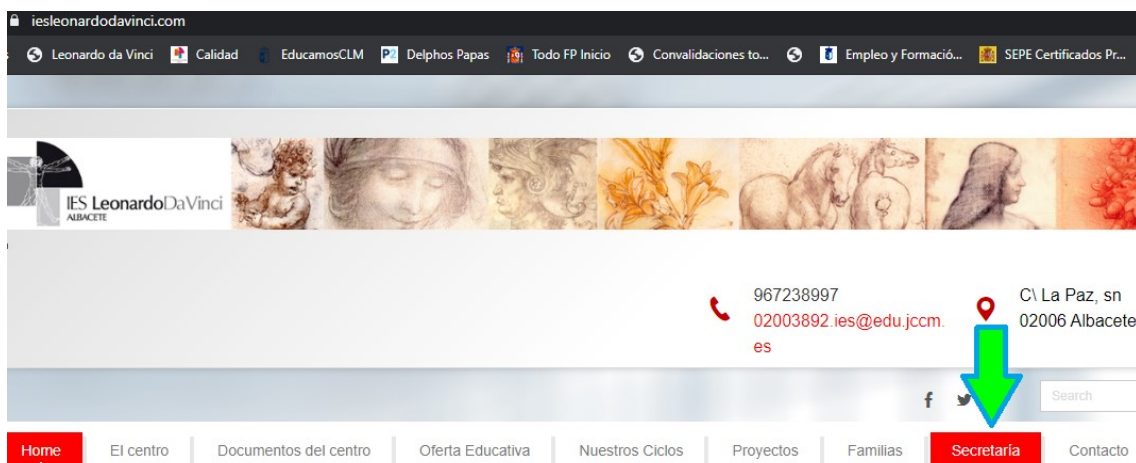 iesleonardodavinci.com
Leonardo da Vinci Calidad EducamosCLM P2 Delphos Papas Todo FP Inicio Convalidaciones to... Empleo y Formació... SEPE Certificados Pr...
IES LeonardoDaVinci
ALBACETE
967238997
02003892.ies@edu.jccm.
es
C\ La Paz, sn
02006 Albacete
Search
Home El centro Documentos del centro Oferta Educativa Nuestros Ciclos Proyectos Familias Secretaría Contacto